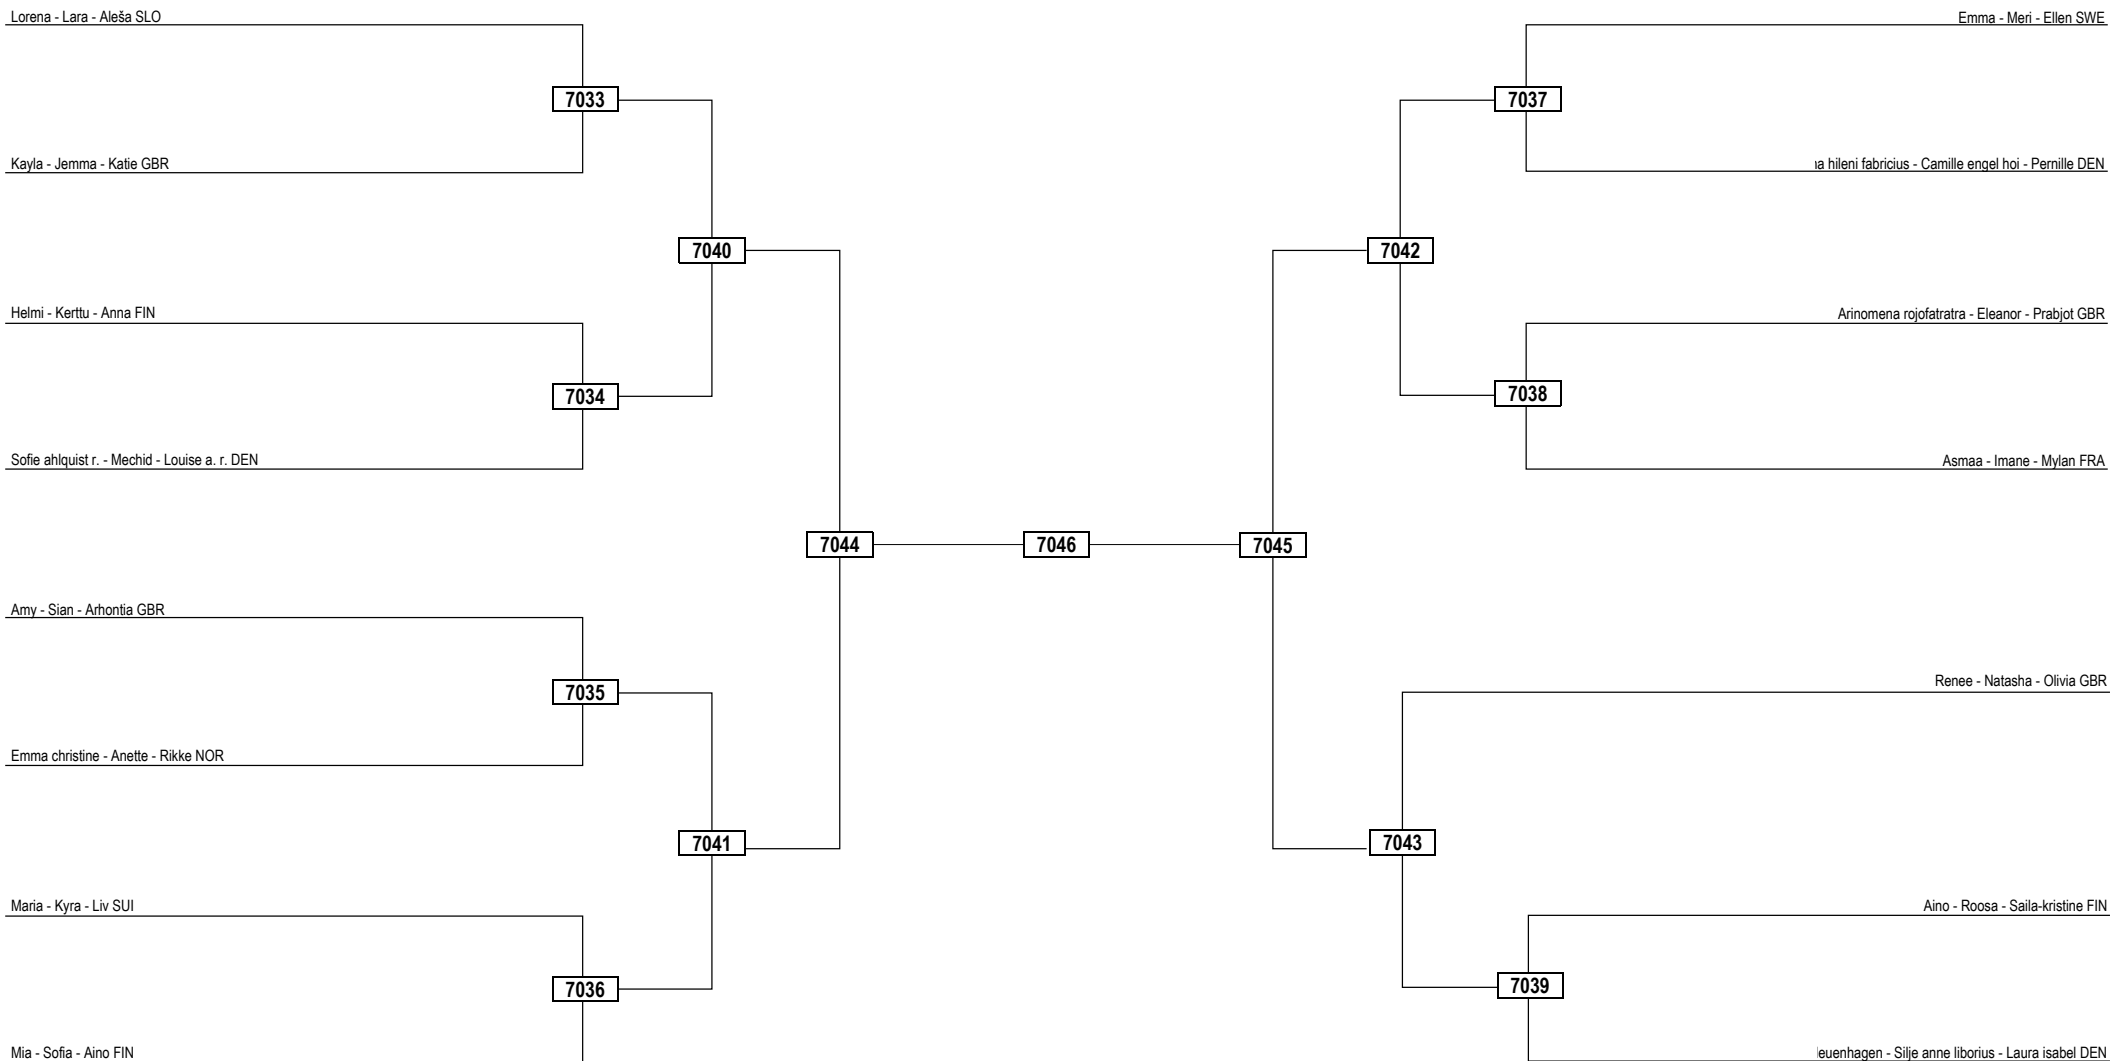 Lorena - Lara - Aleša SLO
Emma - Meri - Ellen SWE
7033
7037
Kayla - Jemma - Katie GBR
hileni fabricius - Camille engel hoi - Pernille DEN
7040
7042
Helmi - Kerttu - Anna FIN
Arinomena rojofatratra - Eleanor - Prabjot GBR
7034
7038
Sofie ahlquist r. - Mechid - Louise a. r. DEN
Asmaa - Imane - Mylan FRA
7044
7046
7045
Amy - Sian - Arhontia GBR
7035
Renee - Natasha - Olivia GBR
Emma christine - Anette - Rikke NOR
7041
7043
Maria - Kyra - Liv SUI
Aino - Roosa - Saila-kristine FIN
7036
7039
Mia - Sofia - Aino FIN
- Silje anne liborius - Laura isabel DEN